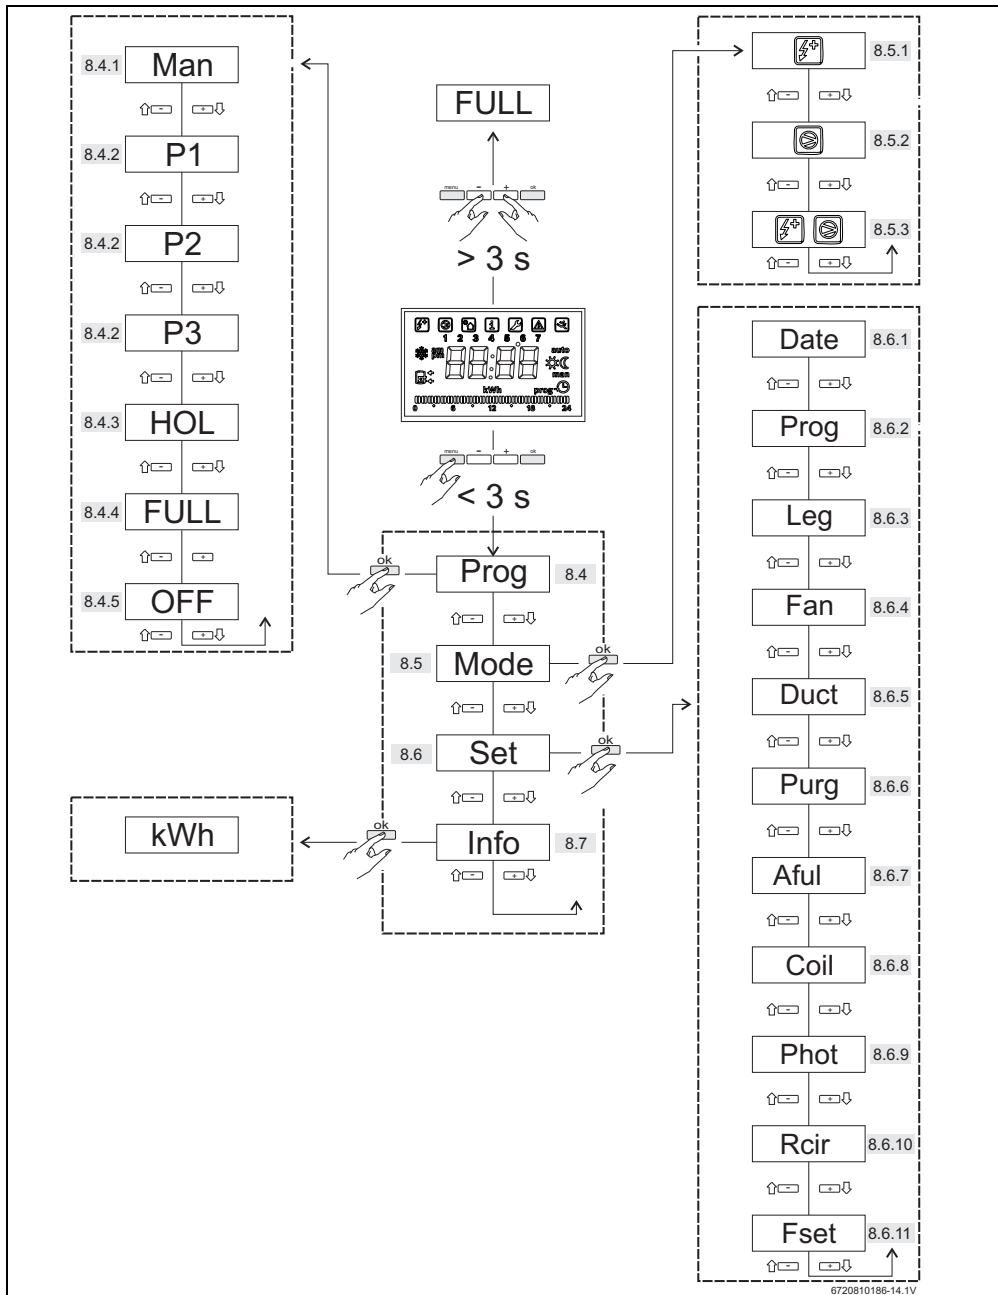 8.4.1 Man
- +
8.4.2 P1
- +
8.4.2 P2
- +
8.4.2 P3
- +
8.4.3 HOL
- +
8.4.4 FULL
- +
8.4.5 OFF
- +
FULL
menu - + ok
> 3 s
1 2 3 4 5 6 7
am
pm
88:88
auto
man
kWh prog
0 6 12 18 24
menu - + ok
< 3 s
ok
Prog 8.4
- +
8.5 Mode
ok
- +
8.6 Set
ok
- +
Info 8.7
ok
- +
kWh
8.5.1
- +
8.5.2
- +
8.5.3
- +
Date 8.6.1
- +
Prog 8.6.2
- +
Leg 8.6.3
- +
Fan 8.6.4
- +
Duct 8.6.5
- +
Purg 8.6.6
- +
Aful 8.6.7
- +
Coil 8.6.8
- +
Phot 8.6.9
- +
Rcir 8.6.10
- +
Fset 8.6.11
- +
6720810186-14.1V